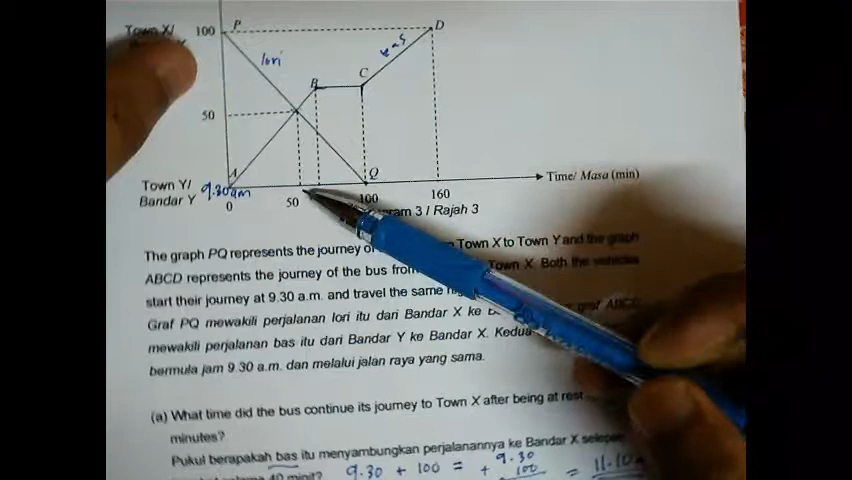 Town X/
100 P D
lori bas
B C
50
A Q
Town Y/ 9.30am Time/ Masa (min)
Bandar Y 0 50 100 160
3 / Rajah 3
The graph PQ represents the journey of Town X to Town Y and the graph
ABCD represents the journey of the bus from Town X. Both the vehicles
start their journey at 9.30 a.m. and travel the same
Graf PQ mewakili perjalanan lori itu dari Bandar X ke graf ABCD
mewakili perjalanan bas itu dari Bandar Y ke Bandar X. Kedua
bermula jam 9.30 a.m. dan melalui jalan raya yang sama.
(a) What time did the bus continue its journey to Town X after being at rest
minutes?
Pukul berapakah bas itu menyambungkan perjalanannya ke Bandar X
40 minit? 9.30 + 100 = 9.30
+ 100 = 11.10